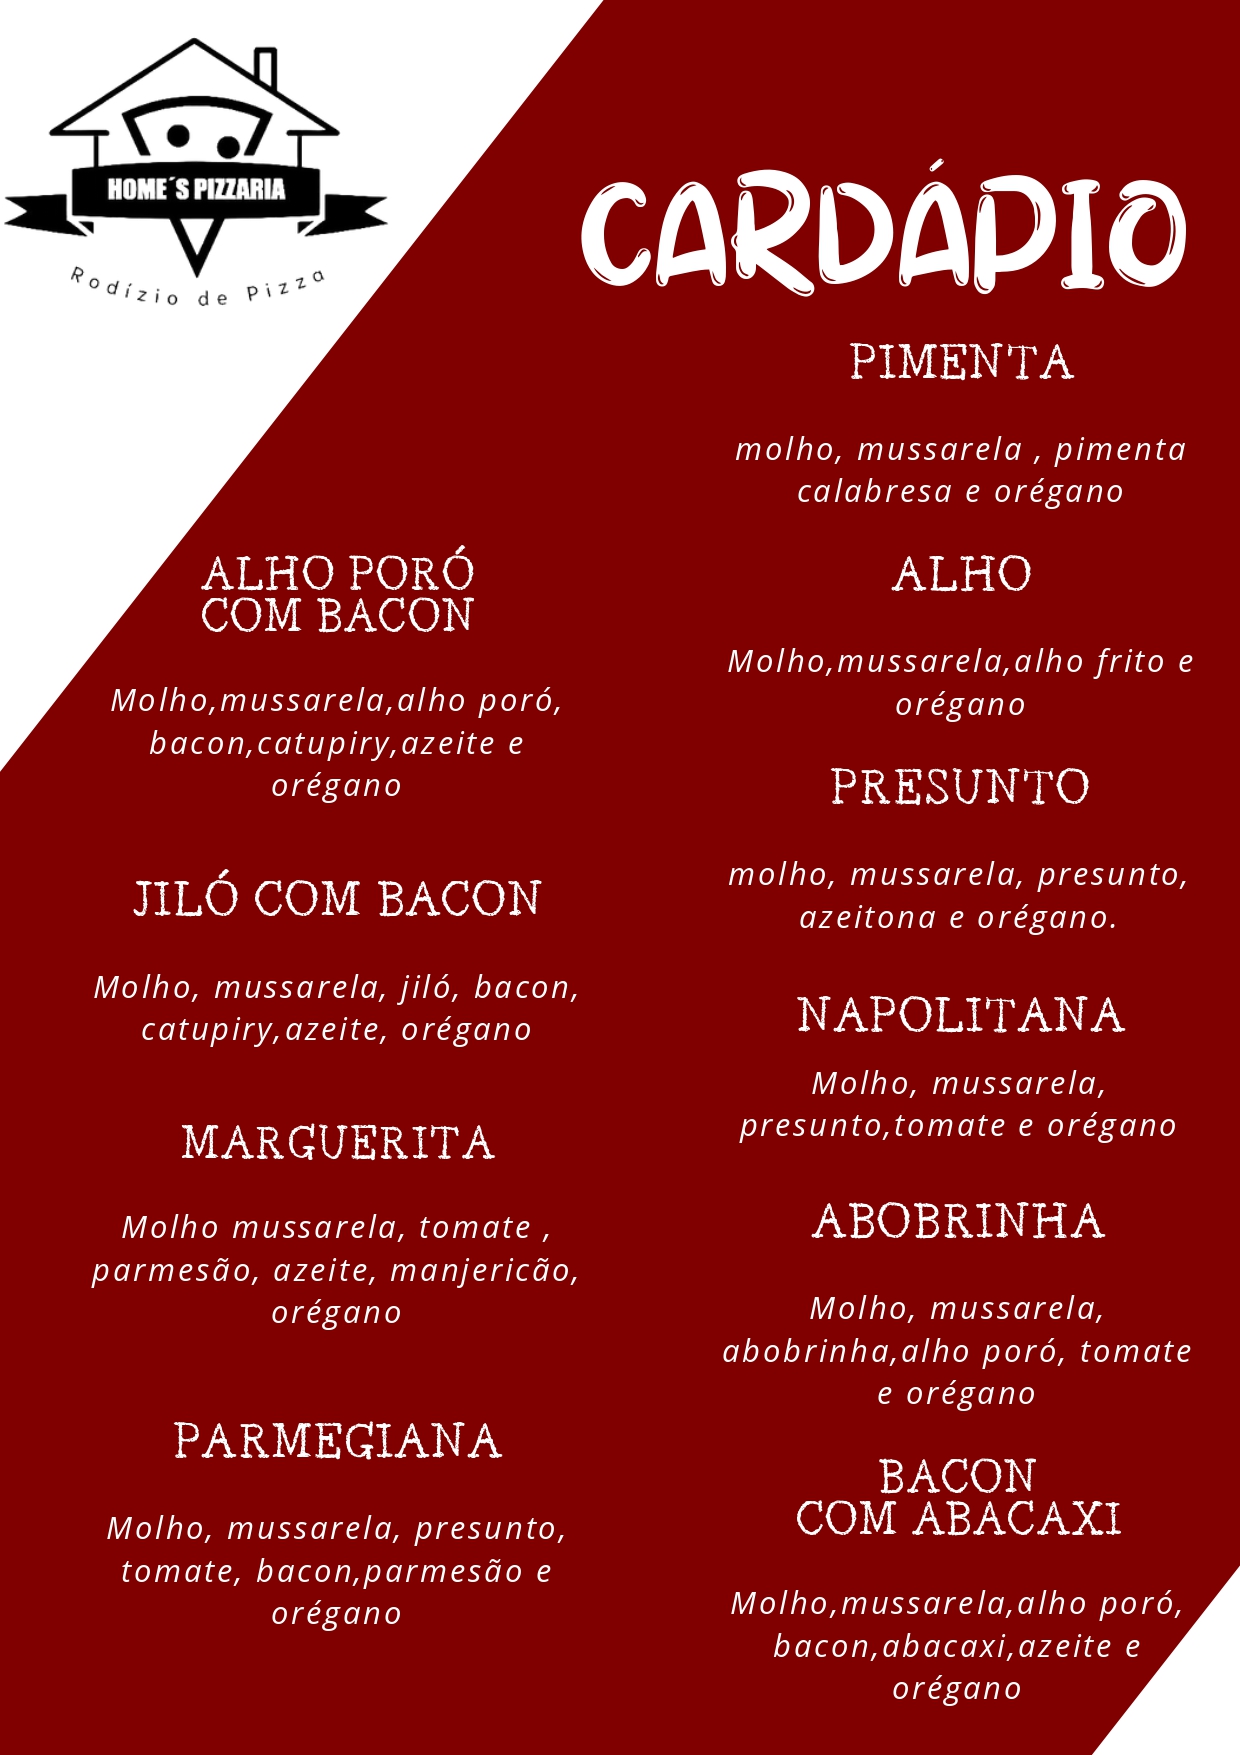 HOME´S PIZZARIA
Rodízio de Pizza
CARDÁPIO
ALHO PORÓ
COM BACON
Molho,mussarela,alho poró,
bacon,catupiry,azeite e
orégano
JILÓ COM BACON
Molho, mussarela, jiló, bacon,
catupiry,azeite, orégano
MARGUERITA
Molho mussarela, tomate ,
parmesão, azeite, manjericão,
orégano
PARMEGIANA
Molho, mussarela, presunto,
tomate, bacon,parmesão e
orégano
PIMENTA
molho, mussarela , pimenta
calabresa e orégano
ALHO
Molho,mussarela,alho frito e
orégano
PRESUNTO
molho, mussarela, presunto,
azeitona e orégano.
NAPOLITANA
Molho, mussarela,
presunto,tomate e orégano
ABOBRINHA
Molho, mussarela,
abobrinha,alho poró, tomate
e orégano
BACON
COM ABACAXI
Molho,mussarela,alho poró,
bacon,abacaxi,azeite e
orégano